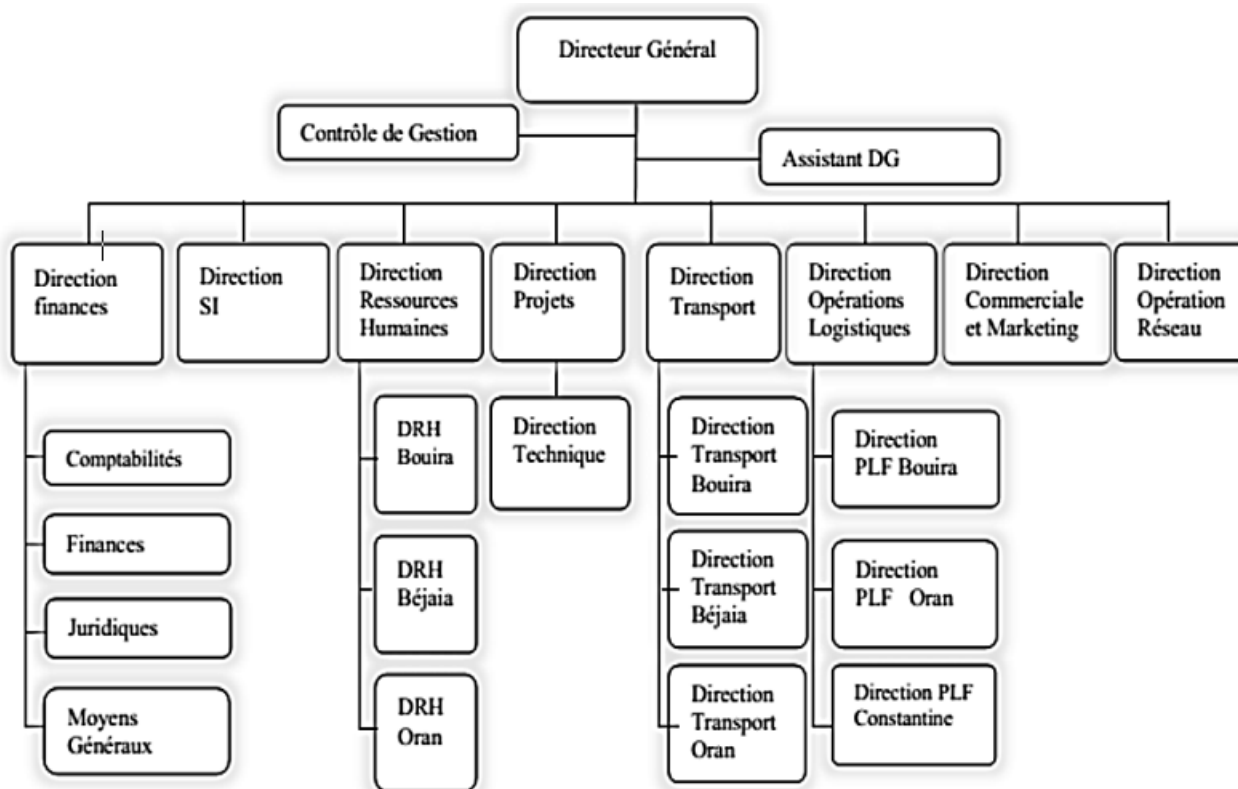 Directeur Général
Contrôle de Gestion
Assistant DG
Direction
finances
Direction
SI
Direction
Ressources
Humaines
Direction
Projets
Direction
Transport
Direction
Opérations
Logistiques
Direction
Commerciale
et Marketing
Direction
Opération
Réseau
Comptabilités
Finances
Juridiques
Moyens
Généraux
DRH
Bouira
DRH
Béjaia
DRH
Oran
Direction
Technique
Direction
Transport
Bouira
Direction
Transport
Béjaia
Direction
Transport
Oran
Direction
PLF Bouira
Direction
PLF Oran
Direction PLF
Constantine